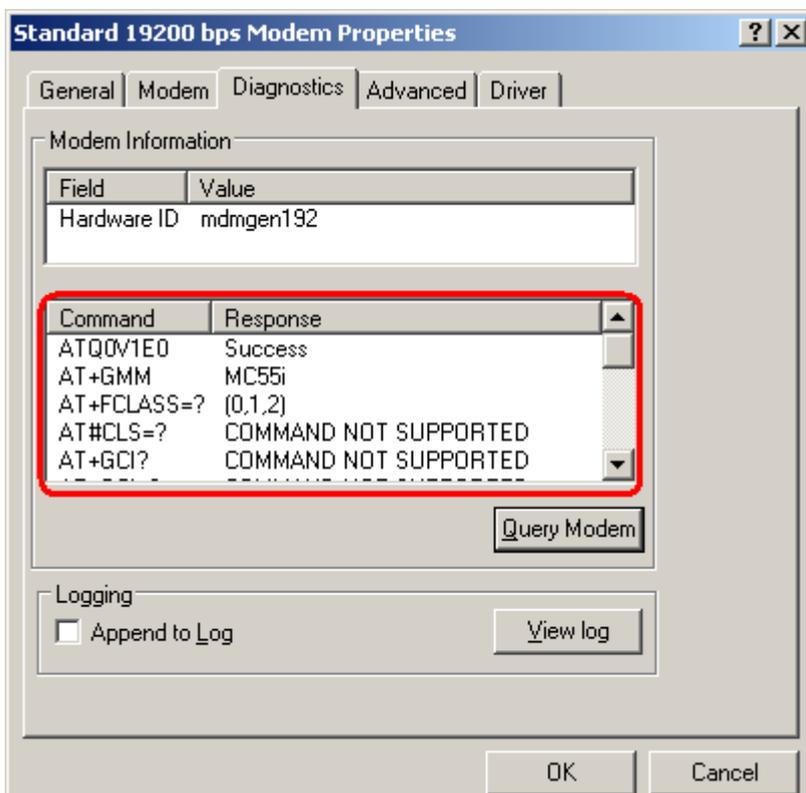 Standard 19200 bps Modem Properties
General Modem Diagnostics Advanced Driver
Modem Information
Field Value
Hardware ID mdmgen192
Command Response
ATQ0V1E0 Success
AT+GMM MC55i
AT+FCLASS=? (0,1,2)
AT#CLS=? COMMAND NOT SUPPORTED
AT+GCI? COMMAND NOT SUPPORTED
Query Modem
Logging
Append to Log
View log
OK Cancel